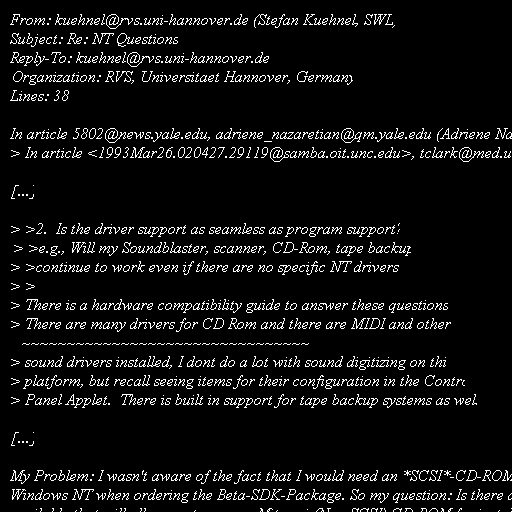 From: kuehnel@rvs.uni-hannover.de (Stefan Kuehnel, SWL)
Subject: Re: NT Questions
Reply-To: kuehnel@rvs.uni-hannover.de
Organization: RVS, Universitaet Hannover, Germany
Lines: 38

In article 5802@news.yale.edu, adriene_nazaretian@qm.yale.edu (Adriene Na
> In article <1993Mar26.020427.29119@samba.oit.unc.edu>, tclark@med.u

[...]

> >2.  Is the driver support as seamless as program support?
> >e.g., Will my Soundblaster, scanner, CD-Rom, tape backup
> >continue to work even if there are no specific NT drivers
> >
> There is a hardware compatibility guide to answer these questions
> There are many drivers for CD Rom and there are MIDI and other
~~~~~~~~~~~~~~~~~~~~~~~~~~~~~~~~
> sound drivers installed, I dont do a lot with sound digitizing on thi
> platform, but recall seeing items for their configuration in the Contro
> Panel Applet.  There is built in support for tape backup systems as wel

[...]

My Problem: I wasn't aware of the fact that I would need an *SCSI*-CD-ROM
Windows NT when ordering the Beta-SDK-Package. So my question: Is there a